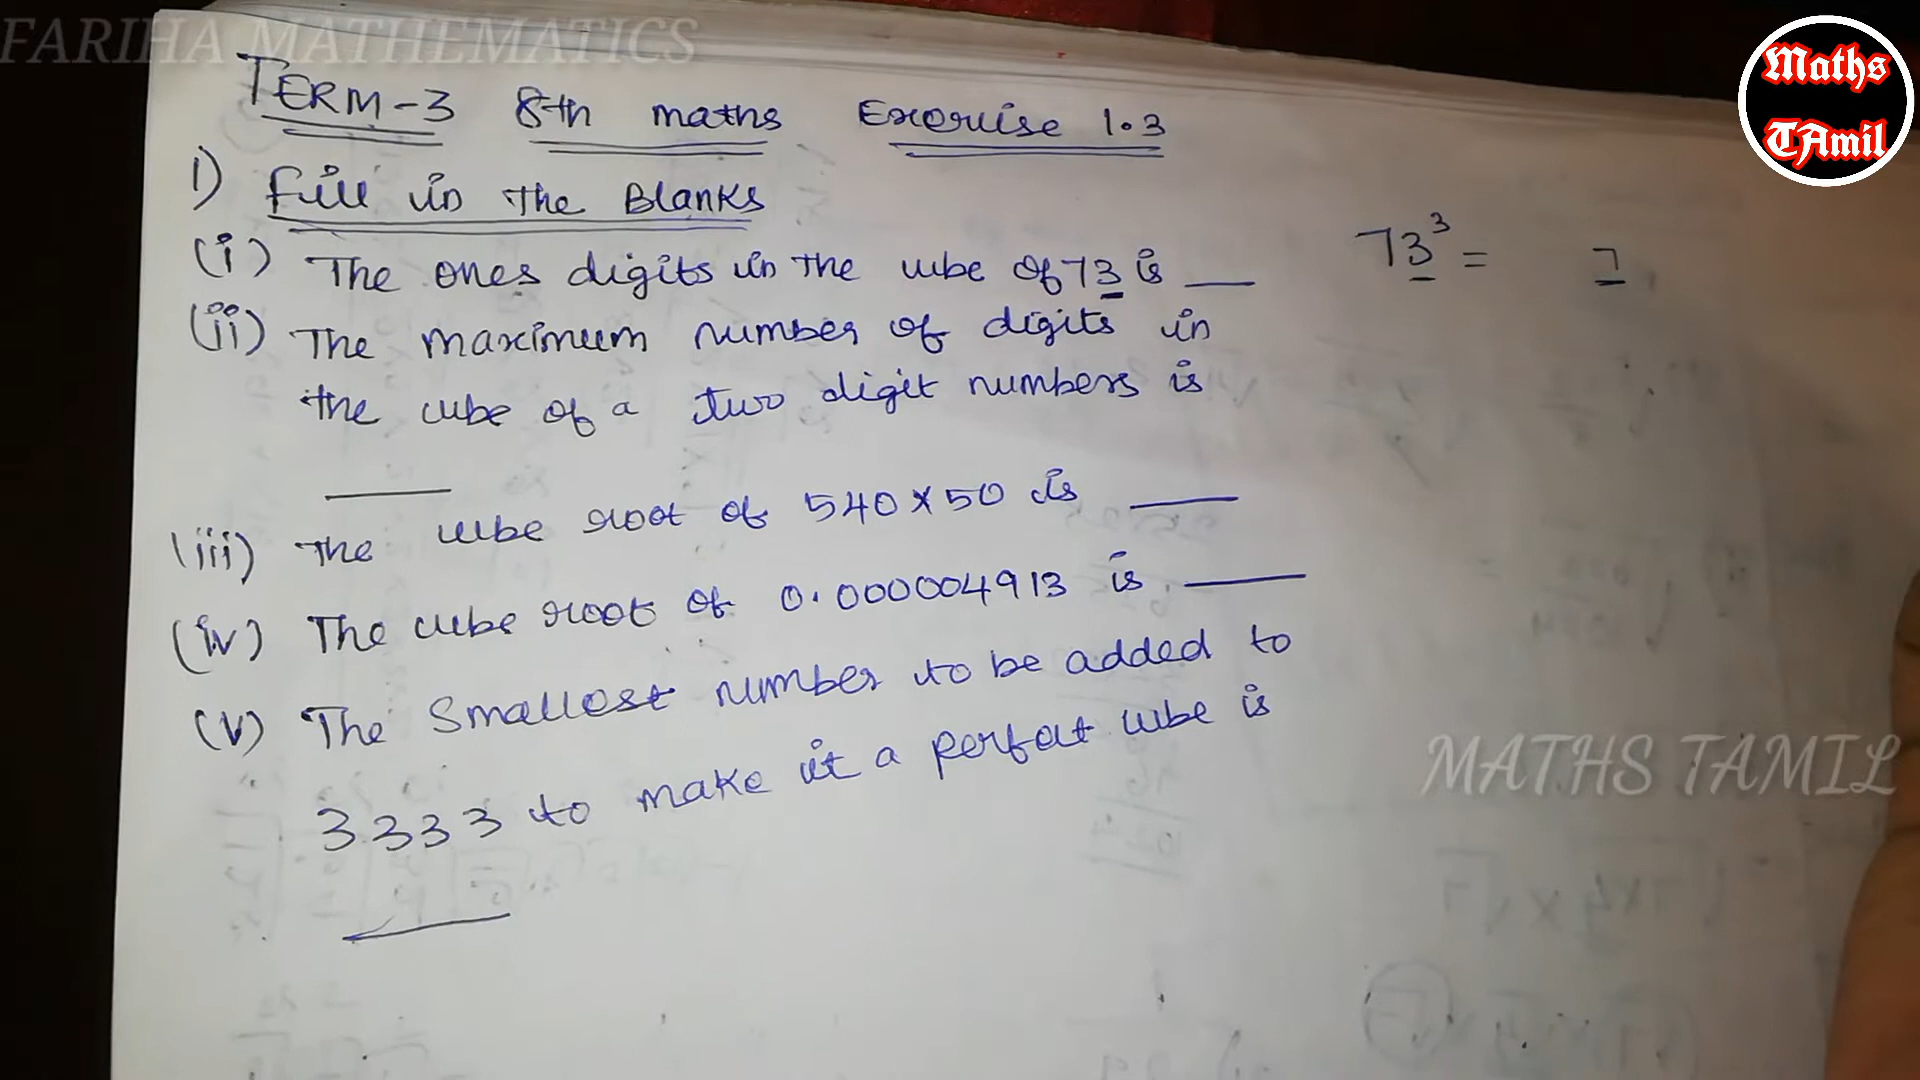 FARIHA MATHEMATICS
Maths
TAmil
TERM-3 8th maths Exercise 1.3
1) Fill in the Blanks
(i) The ones digits in the cube of 73 is __
73³ = 7
(ii) The maximum number of digits in
the cube of a two digit numbers is
____
(iii) The cube root of 540 x 50 is ___
(iv) The cube root of 0.000004913 is ___
(v) The Smallest number to be added to
3333 to make it a perfect cube is
____
MATHS TAMIL